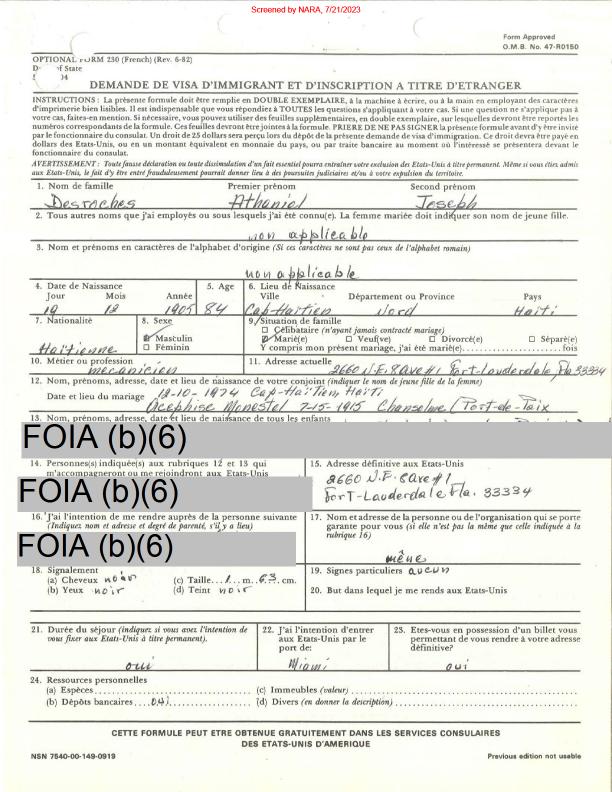 Screened by NARA, 7/21/2023
Form Approved
O.M.B. No. 47-R0150
OPTIONAL FORM 230 (French) (Rev. 6-82)
of State
DEMANDE DE VISA D'IMMIGRANT ET D'INSCRIPTION A TITRE D'ETRANGER
INSTRUCTIONS : La présente formule doit être remplie en DOUBLE EXEMPLAIRE, à la machine à écrire, ou à la main en employant des caractères
d'imprimerie bien lisibles. Il est indispensable que vous répondiez à TOUTES les questions s'appliquant à votre cas. Si une question ne s'applique pas à
votre cas, faites-en mention. Si nécessaire, vous pouvez utiliser des feuilles supplémentaires, en double exemplaire, sur lesquelles devront être reportés les
numéros correspondants de la formule. Ces feuilles devront être jointes à la formule. PRIERE DE NE PAS SIGNER la présente formule avant d'y être invité
par le fonctionnaire du consulat. Un droit de 25 dollars sera perçu lors du dépôt de la présente demande de visa d'immigration. Ce droit devra être payé en
dollars des Etats-Unis, ou en un montant équivalent en monnaie du pays, ou par traite bancaire au moment où l'intéressé se présentera devant le
fonctionnaire du consulat.
AVERTISSEMENT : Toute fausse déclaration ou toute dissimulation d'un fait essentiel pourra entraîner votre exclusion des Etats-Unis à titre permanent. Même si vous êtes admis
aux Etats-Unis, le fait d'y être entré frauduleusement pourrait donner lieu à des poursuites judiciaires et/ou à votre expulsion du territoire.
1. Nom de famille Premier prénom Second prénom
Desroches Athaniel Joseph
2. Tous autres noms que j'ai employés ou sous lesquels j'ai été connu(e). La femme mariée doit indiquer son nom de jeune fille.
non applicable
3. Nom et prénoms en caractères de l'alphabet d'origine (Si ces caractères ne sont pas ceux de l'alphabet romain)
non applicable
4. Date de Naissance 5. Age 6. Lieu de Naissance
Jour Mois Année Ville Département ou Province Pays
19 12 1905 84 Cap-Haïtien Nord Haïti
7. Nationalité 8. Sexe 9. Situation de famille
Célibataire (n'ayant jamais contracté mariage)
Masculin Marié(e) Veuf(ve) Divorcé(e) Séparé(e)
Haïtienne Féminin Y compris mon présent mariage, j'ai été marié(e) fois
10. Métier ou profession 11. Adresse actuelle
mécanicien 2660 N.E. 8 Ave #1 Fort-Lauderdale, Fla 33334
12. Nom, prénoms, adresse, date et lieu de naissance de votre conjoint (indiquer le nom de jeune fille de la femme)
Date et lieu du mariage 12-10-1974 Cap-Haïtien, Haïti
Acephise Monestel 7-15-1915 Chanselme (Port-de-Paix
13. Nom, prénoms, adresse, date et lieu de naissance de tous les enfants
FOIA (b)(6)
14. Personnes(s) indiquée(s) aux rubriques 12 et 13 qui
m'accompagneront ou me rejoindront aux Etats-Unis
FOIA (b)(6)
15. Adresse définitive aux Etats-Unis
2660 N.E. 8 Ave #1
Fort-Lauderdale Fla. 33334
16. J'ai l'intention de me rendre auprès de la personne suivante
(Indiquez nom et adresse et degré de parenté, s'il y a lieu)
FOIA (b)(6)
17. Nom et adresse de la personne ou de l'organisation qui se porte
garante pour vous (si elle n'est pas la même que celle indiquée à la
rubrique 16)
même
18. Signalement
(a) Cheveux noir (c) Taille...1...m..63..cm.
(b) Yeux noir (d) Teint noir
19. Signes particuliers aucun
20. But dans lequel je me rends aux Etats-Unis
21. Durée du séjour (indiquez si vous avez l'intention de
vous fixer aux Etats-Unis à titre permanent).
oui
22. J'ai l'intention d'entrer
aux Etats-Unis par le
port de:
Miami
23. Etes-vous en possession d'un billet vous
permettant de vous rendre à votre adresse
définitive?
oui
24. Ressources personnelles
(a) Espèces (c) Immeubles (valeur)
(b) Dépôts bancaires (d) Divers (en donner la description)
CETTE FORMULE PEUT ETRE OBTENUE GRATUITEMENT DANS LES SERVICES CONSULAIRES
DES ETATS-UNIS D'AMERIQUE
NSN 7540-00-149-0919 Previous edition not usable